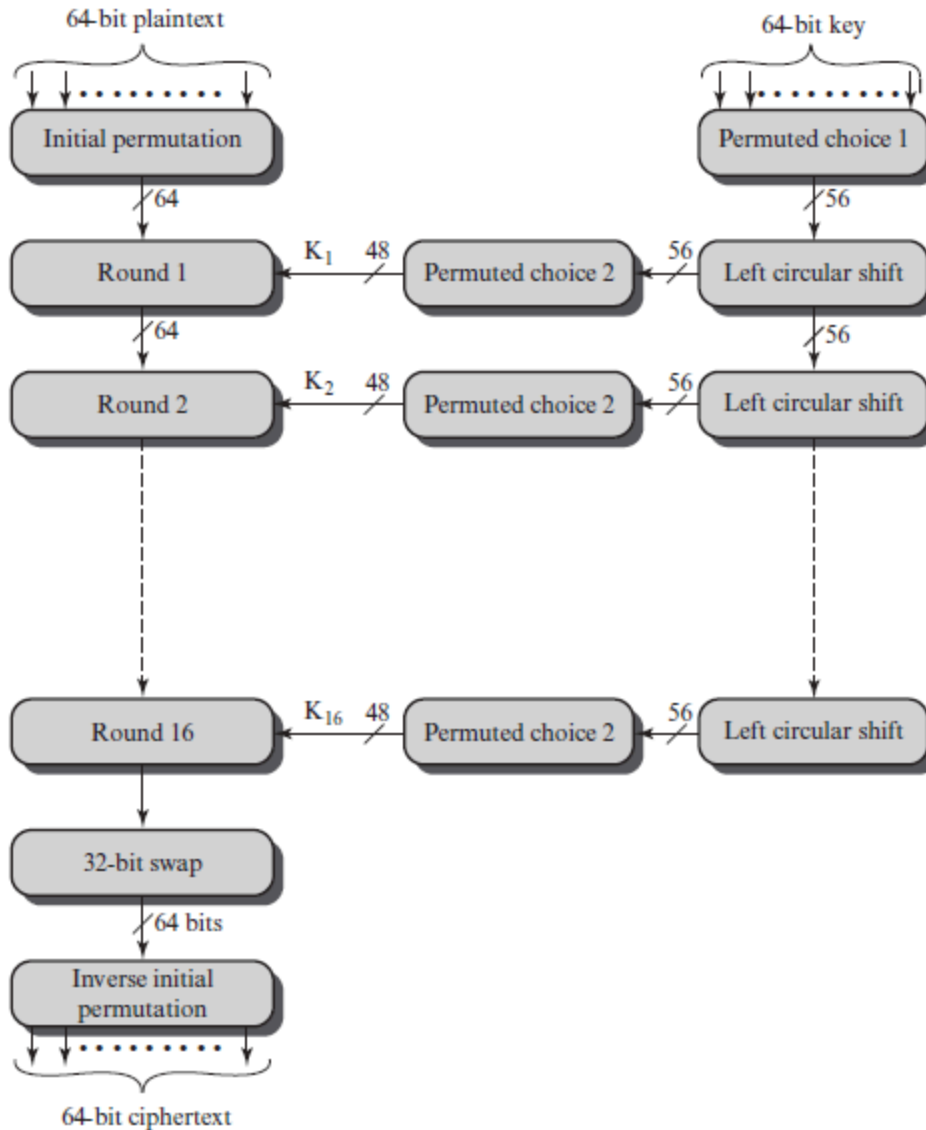 64-bit plaintext
64-bit key
Initial permutation
Permuted choice 1
64
56
Round 1
K1
48
Permuted choice 2
56
Left circular shift
64
56
Round 2
K2
48
Permuted choice 2
56
Left circular shift
Round 16
K16
48
Permuted choice 2
56
Left circular shift
32-bit swap
64 bits
Inverse initial
permutation
64-bit ciphertext